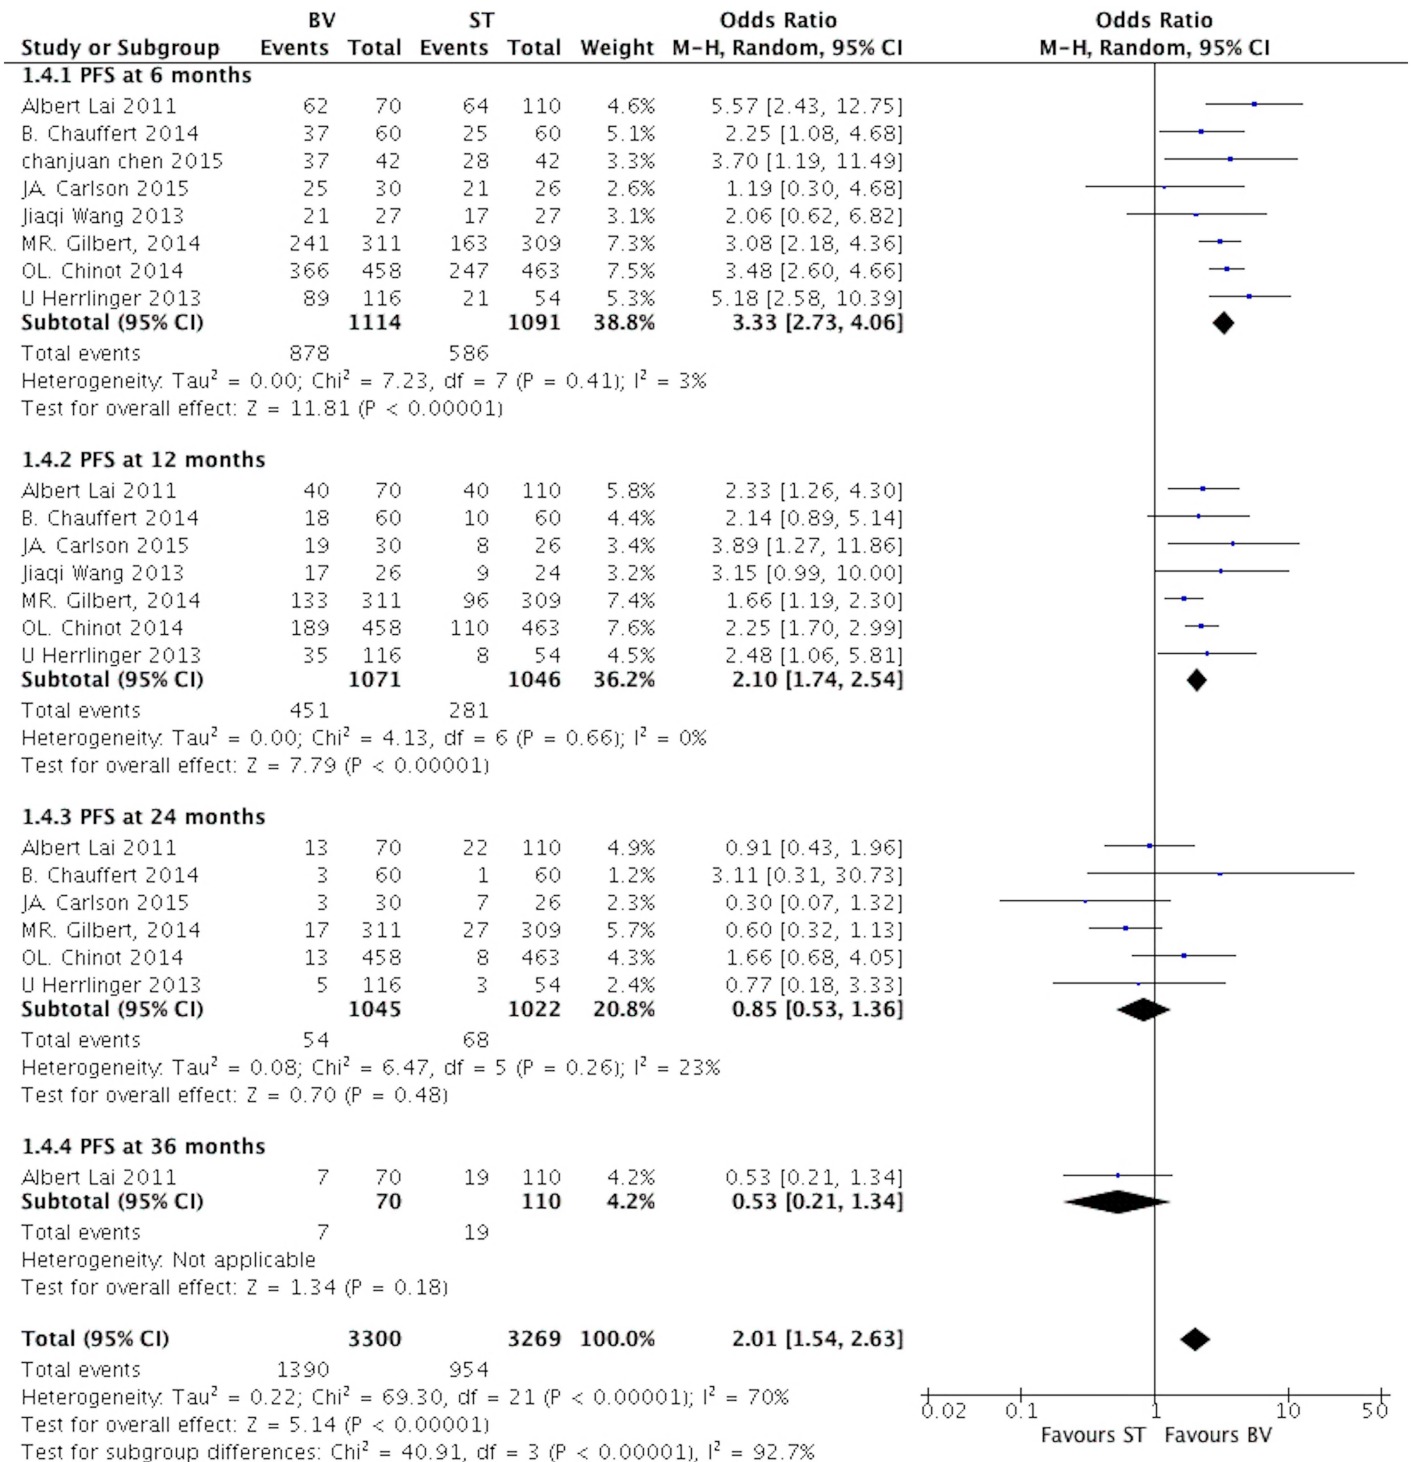 BV ST Odds Ratio Odds Ratio
Study or Subgroup Events Total Events Total Weight M-H, Random, 95% CI M-H, Random, 95% CI
1.4.1 PFS at 6 months
Albert Lai 2011 62 70 64 110 4.6% 5.57 [2.43, 12.75]
B. Chauffert 2014 37 60 25 60 5.1% 2.25 [1.08, 4.68]
chanjuan chen 2015 37 42 28 42 3.3% 3.70 [1.19, 11.49]
JA. Carlson 2015 25 30 21 26 2.6% 1.19 [0.30, 4.68]
Jiaqi Wang 2013 21 27 17 27 3.1% 2.06 [0.62, 6.82]
MR. Gilbert, 2014 241 311 163 309 7.3% 3.08 [2.18, 4.36]
OL. Chinot 2014 366 458 247 463 7.5% 3.48 [2.60, 4.66]
U Herrlinger 2013 89 116 21 54 5.3% 5.18 [2.58, 10.39]
Subtotal (95% CI) 1114 1091 38.8% 3.33 [2.73, 4.06]
Total events 878 586
Heterogeneity: Tau² = 0.00; Chi² = 7.23, df = 7 (P = 0.41); I² = 3%
Test for overall effect: Z = 11.81 (P < 0.00001)
1.4.2 PFS at 12 months
Albert Lai 2011 40 70 40 110 5.8% 2.33 [1.26, 4.30]
B. Chauffert 2014 18 60 10 60 4.4% 2.14 [0.89, 5.14]
JA. Carlson 2015 19 30 8 26 3.4% 3.89 [1.27, 11.86]
Jiaqi Wang 2013 17 26 9 24 3.2% 3.15 [0.99, 10.00]
MR. Gilbert, 2014 133 311 96 309 7.4% 1.66 [1.19, 2.30]
OL. Chinot 2014 189 458 110 463 7.6% 2.25 [1.70, 2.99]
U Herrlinger 2013 35 116 8 54 4.5% 2.48 [1.06, 5.81]
Subtotal (95% CI) 1071 1046 36.2% 2.10 [1.74, 2.54]
Total events 451 281
Heterogeneity: Tau² = 0.00; Chi² = 4.13, df = 6 (P = 0.66); I² = 0%
Test for overall effect: Z = 7.79 (P < 0.00001)
1.4.3 PFS at 24 months
Albert Lai 2011 13 70 22 110 4.9% 0.91 [0.43, 1.96]
B. Chauffert 2014 3 60 1 60 1.2% 3.11 [0.31, 30.73]
JA. Carlson 2015 3 30 7 26 2.3% 0.30 [0.07, 1.32]
MR. Gilbert, 2014 17 311 27 309 5.7% 0.60 [0.32, 1.13]
OL. Chinot 2014 13 458 8 463 4.3% 1.66 [0.68, 4.05]
U Herrlinger 2013 5 116 3 54 2.4% 0.77 [0.18, 3.33]
Subtotal (95% CI) 1045 1022 20.8% 0.85 [0.53, 1.36]
Total events 54 68
Heterogeneity: Tau² = 0.08; Chi² = 6.47, df = 5 (P = 0.26); I² = 23%
Test for overall effect: Z = 0.70 (P = 0.48)
1.4.4 PFS at 36 months
Albert Lai 2011 7 70 19 110 4.2% 0.53 [0.21, 1.34]
Subtotal (95% CI) 70 110 4.2% 0.53 [0.21, 1.34]
Total events 7 19
Heterogeneity: Not applicable
Test for overall effect: Z = 1.34 (P = 0.18)
Total (95% CI) 3300 3269 100.0% 2.01 [1.54, 2.63]
Total events 1390 954
Heterogeneity: Tau² = 0.22; Chi² = 69.30, df = 21 (P < 0.00001); I² = 70%
Test for overall effect: Z = 5.14 (P < 0.00001)
Test for subgroup differences: Chi² = 40.91, df = 3 (P < 0.00001), I² = 92.7%
0.02 0.1 1 10 50
Favours ST Favours BV